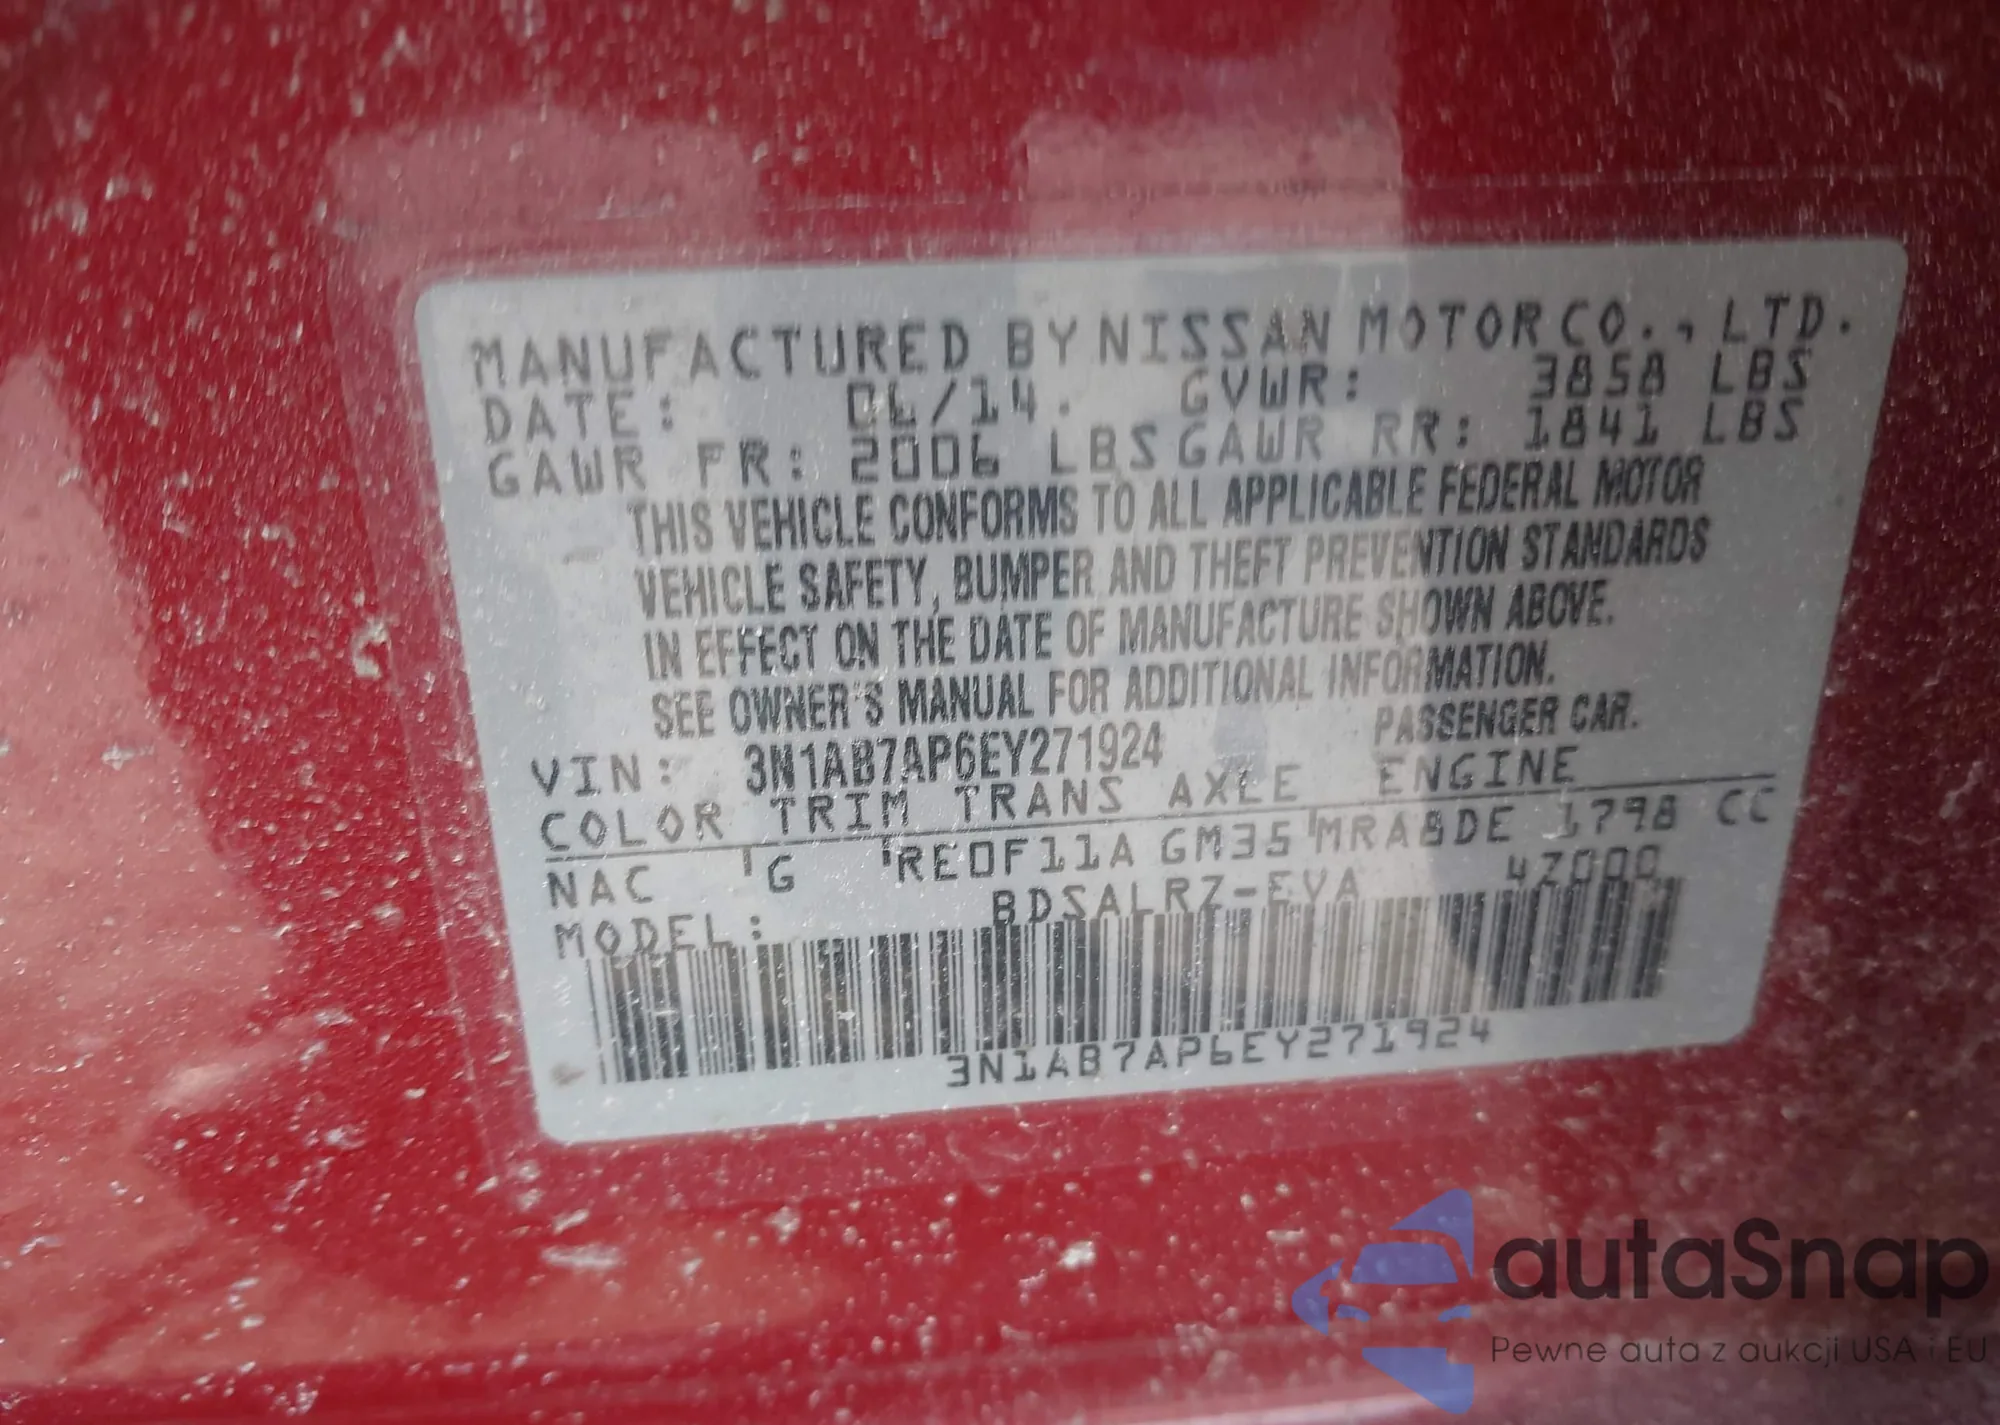 MANUFACTURED BY NISSAN MOTOR CO., LTD.
DATE: 06/14. GVWR: 3858 LBS
GAWR FR: 2006 LBS GAWR RR: 1841 LBS
THIS VEHICLE CONFORMS TO ALL APPLICABLE FEDERAL MOTOR
VEHICLE SAFETY, BUMPER AND THEFT PREVENTION STANDARDS
IN EFFECT ON THE DATE OF MANUFACTURE SHOWN ABOVE.
SEE OWNER'S MANUAL FOR ADDITIONAL INFORMATION.
VIN: 3N1AB7AP6EY271924 PASSENGER CAR.
COLOR TRIM TRANS AXLE ENGINE
NAC G RE0F11A GM35 MRA8DE 1798 CC
MODEL: BDSALRZ-EVA 4Z000
3N1AB7AP6EY271924
autaSnap
Pewne auta z aukcji USA i EU